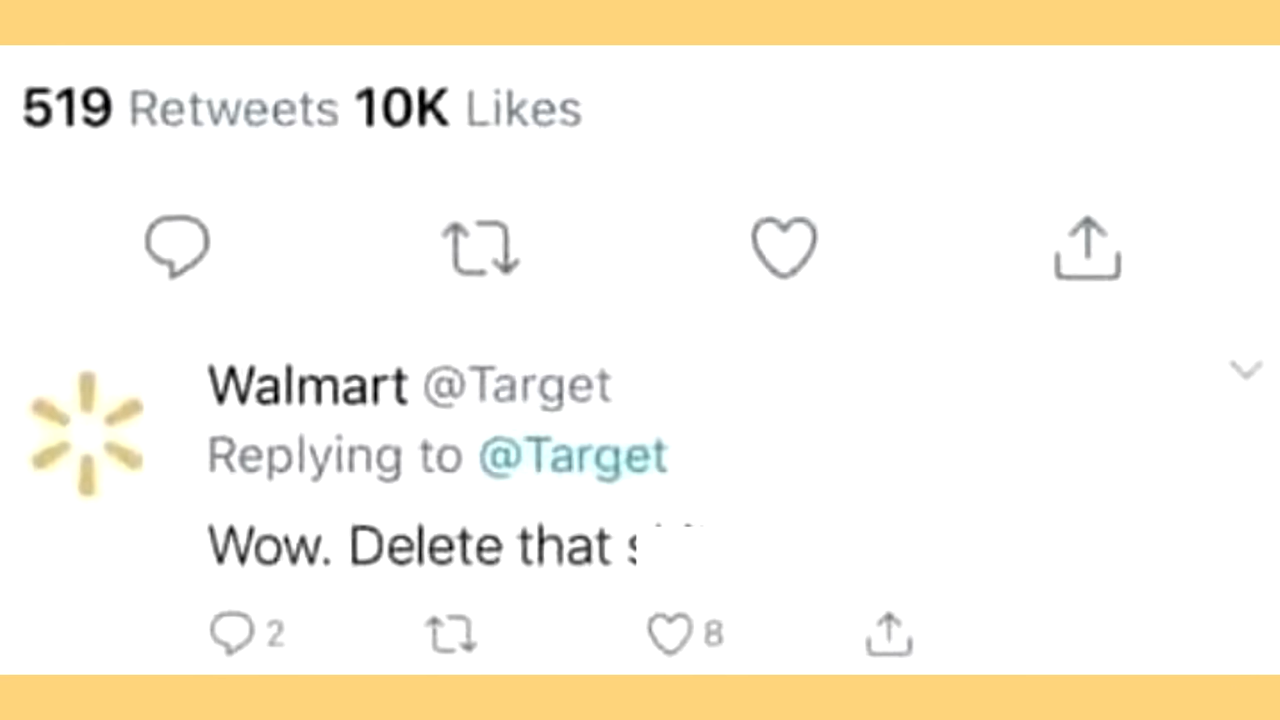 519 Retweets 10K Likes
Walmart @Target
Replying to @Target
Wow. Delete that
2 8